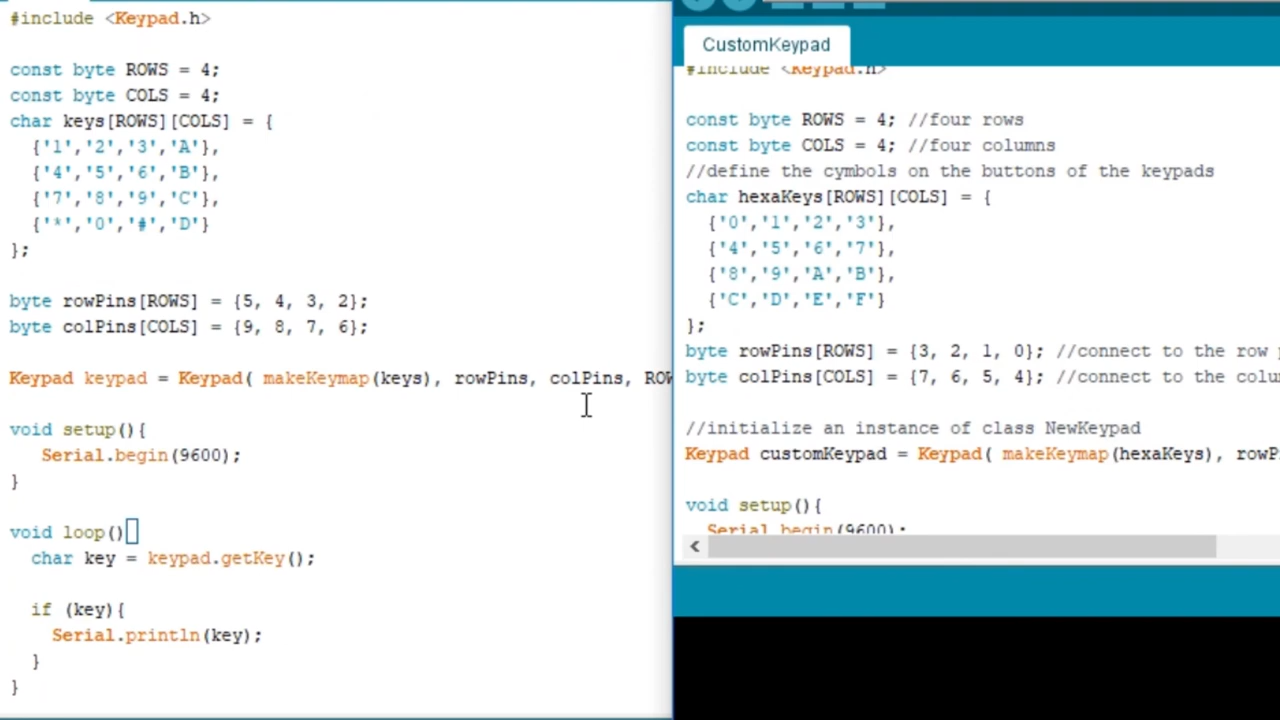 #include <Keypad.h>
const byte ROWS = 4;
const byte COLS = 4;
char keys[ROWS][COLS] = {
{'1','2','3','A'},
{'4','5','6','B'},
{'7','8','9','C'},
{'*','0','#','D'}
};
byte rowPins[ROWS] = {5, 4, 3, 2};
byte colPins[COLS] = {9, 8, 7, 6};
Keypad keypad = Keypad( makeKeymap(keys), rowPins, colPins, ROW
void setup(){
Serial.begin(9600);
}
void loop()
char key = keypad.getKey();
if (key){
Serial.println(key);
}
}
CustomKeypad
#include <Keypad.h>
const byte ROWS = 4; //four rows
const byte COLS = 4; //four columns
//define the cymbols on the buttons of the keypads
char hexaKeys[ROWS][COLS] = {
{'0','1','2','3'},
{'4','5','6','7'},
{'8','9','A','B'},
{'C','D','E','F'}
};
byte rowPins[ROWS] = {3, 2, 1, 0}; //connect to the row
byte colPins[COLS] = {7, 6, 5, 4}; //connect to the colu
//initialize an instance of class NewKeypad
Keypad customKeypad = Keypad( makeKeymap(hexaKeys), rowP
void setup(){
Serial.begin(9600);